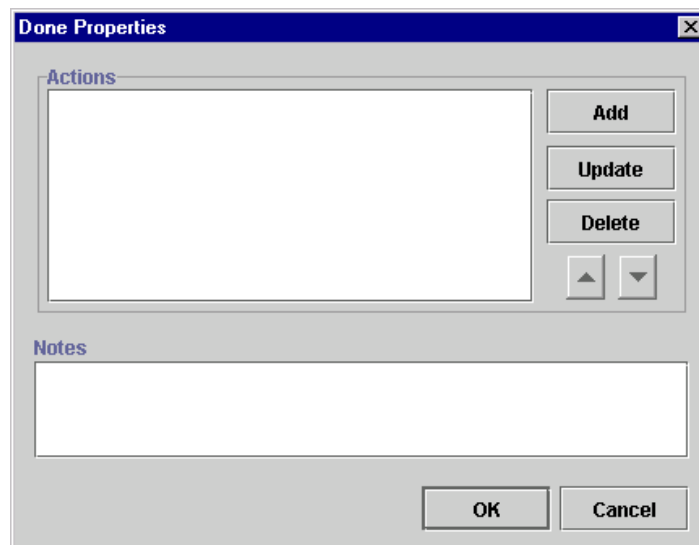 Done Properties
Actions
Add
Update
Delete
Notes
OK
Cancel